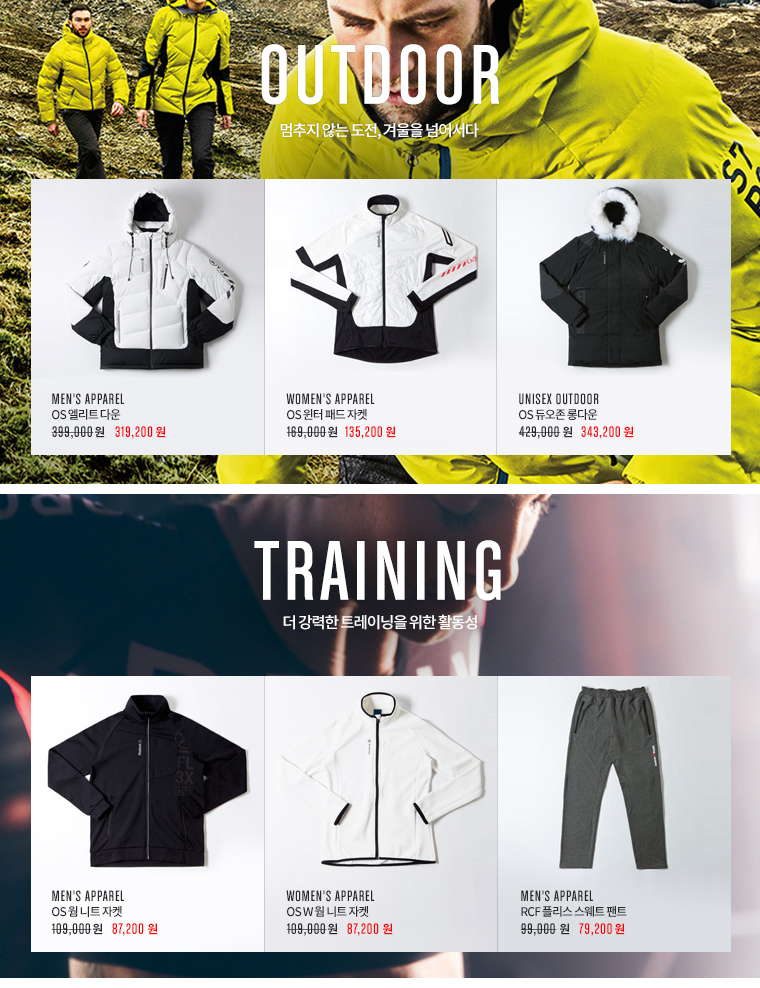 OUTDOOR
멈추지 않는 도전, 겨울을 넘어서다
MEN'S APPAREL
OS 엘리트 다운
399,000 원 319,200 원
WOMEN'S APPAREL
OS 윈터 패드 자켓
169,000 원 135,200 원
UNISEX OUTDOOR
OS 듀오존 롱다운
429,000 원 343,200 원
TRAINING
더 강력한 트레이닝을 위한 활동성
MEN'S APPAREL
OS 웜 니트 자켓
109,000 원 87,200 원
WOMEN'S APPAREL
OS W 웜 니트 자켓
109,000 원 87,200 원
MEN'S APPAREL
RCF 플리스 스웨트 팬트
99,000 원 79,200 원